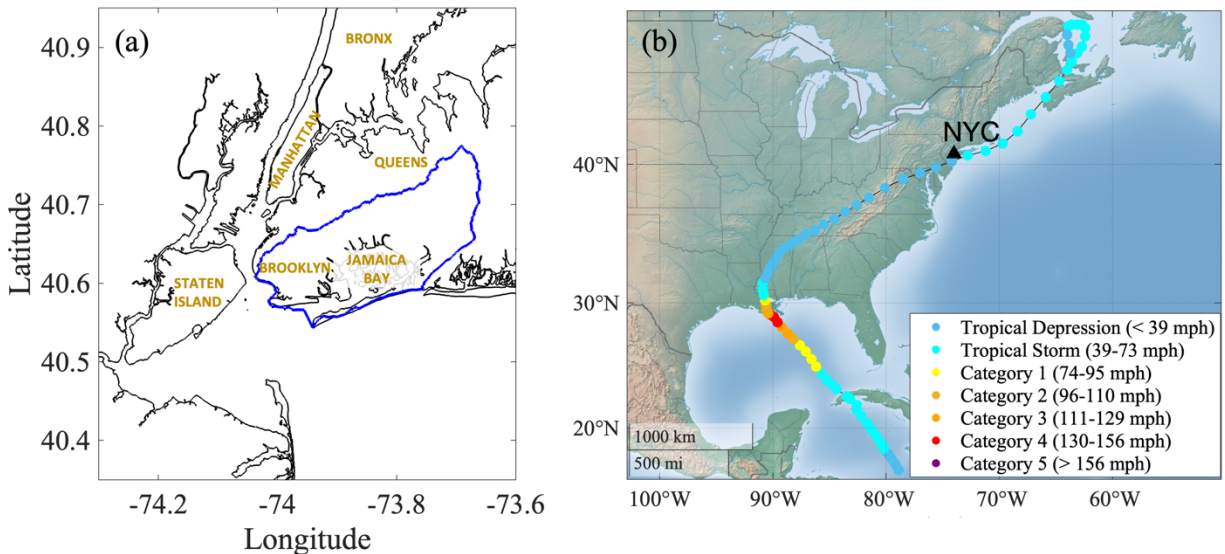 (a)
40.9
40.8
40.7
40.6
40.5
40.4
Latitude
BRONX
MANHATTAN
QUEENS
BROOKLYN
JAMAICA
BAY
STATEN
ISLAND
-74.2
-74
-73.8
-73.6
Longitude
(b)
NYC
40°N
30°N
20°N
1000 km
500 mi
100°W
90°W
80°W
70°W
60°W
Tropical Depression (< 39 mph)
Tropical Storm (39-73 mph)
Category 1 (74-95 mph)
Category 2 (96-110 mph)
Category 3 (111-129 mph)
Category 4 (130-156 mph)
Category 5 (> 156 mph)